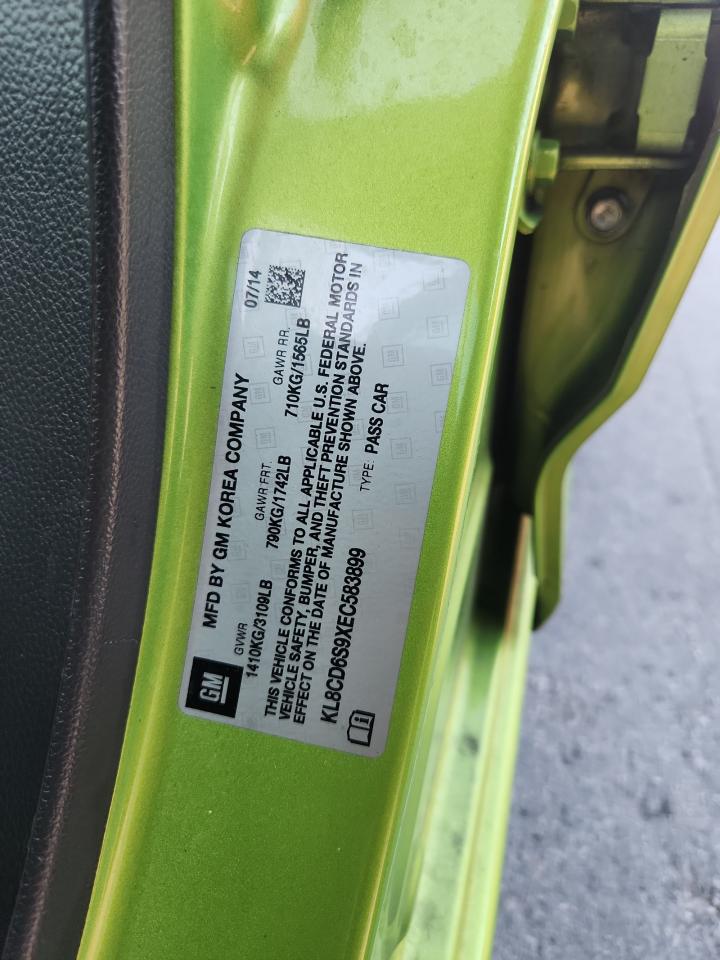 GM
MFD BY GM KOREA COMPANY
07/14
GVWR GAWR FRT. GAWR RR.
1410KG/3109LB 790KG/1742LB 710KG/1565LB
THIS VEHICLE CONFORMS TO ALL APPLICABLE U.S. FEDERAL MOTOR
VEHICLE SAFETY, BUMPER, AND THEFT PREVENTION STANDARDS IN
EFFECT ON THE DATE OF MANUFACTURE SHOWN ABOVE.
KL8CD6S9XEC583899 TYPE: PASS CAR